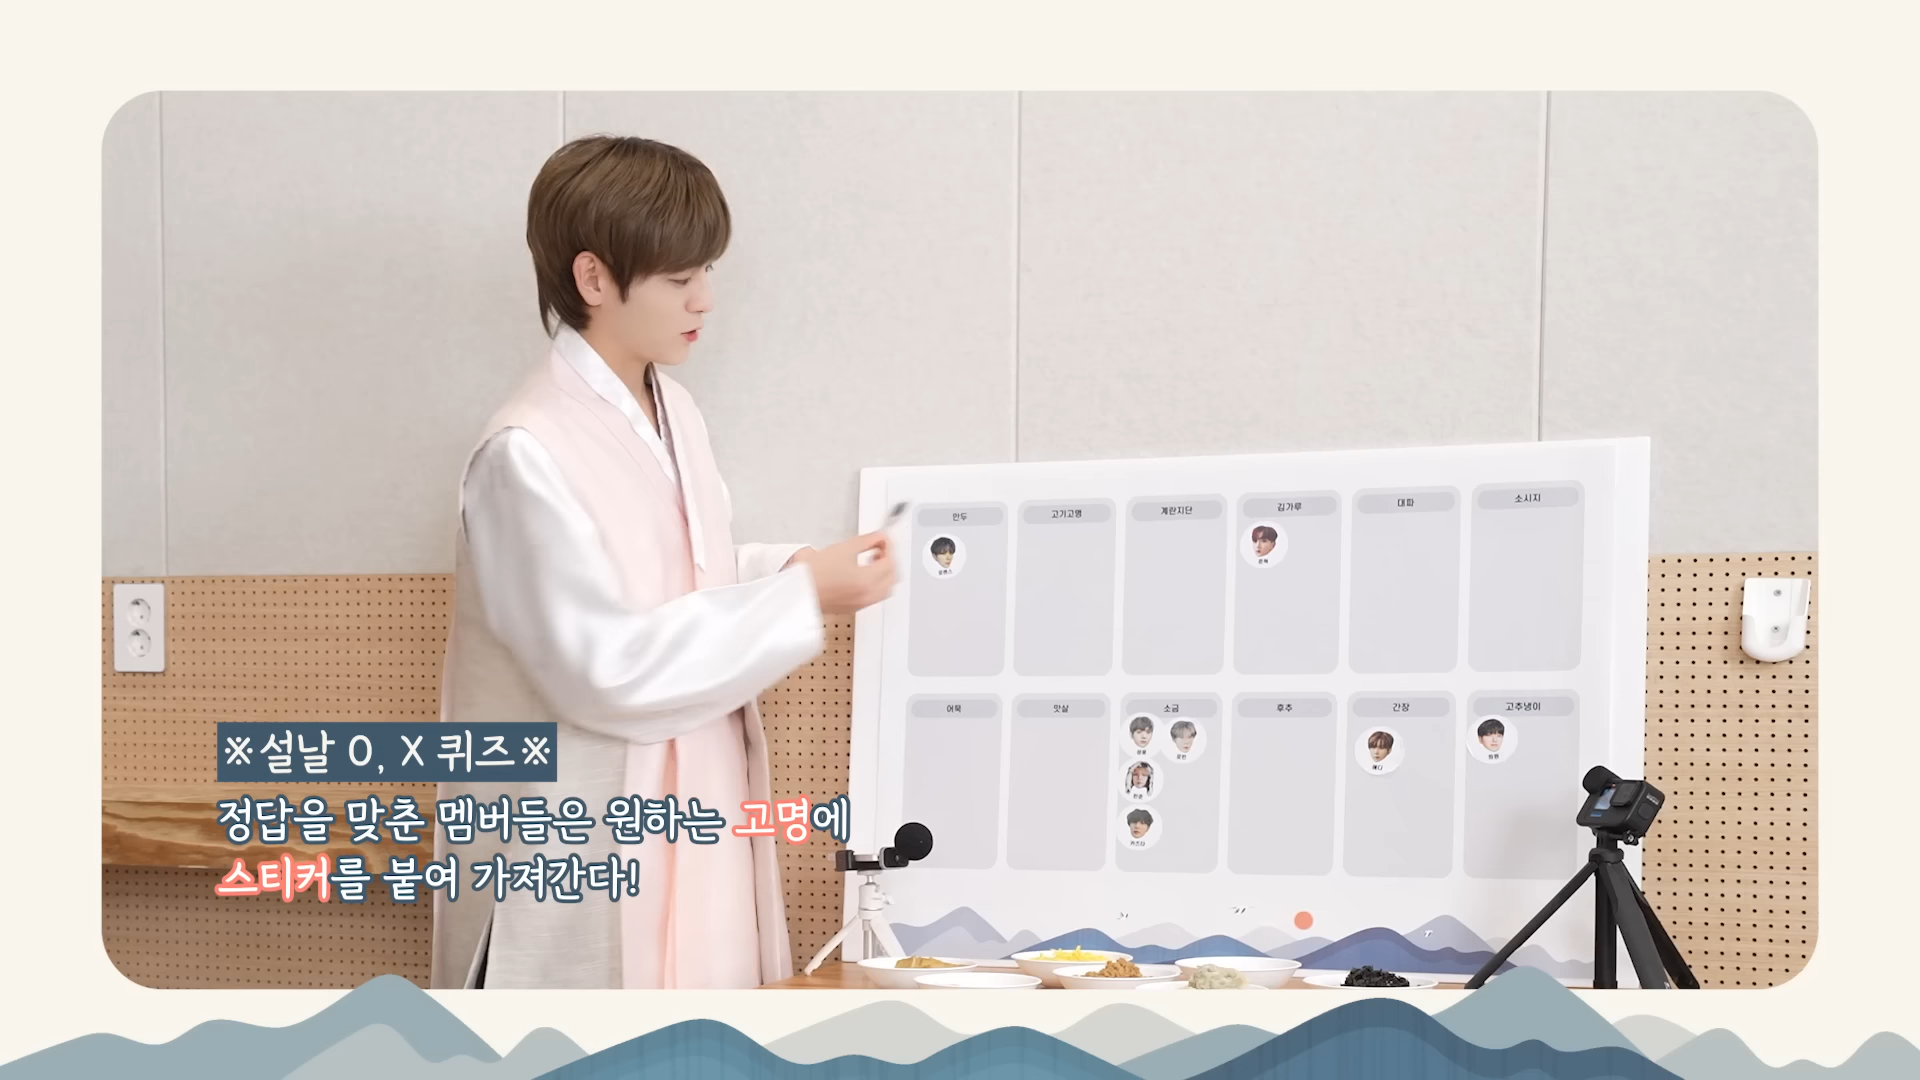 만두
고기고명
계란지단
김가루
대파
소시지
어묵
맛살
소금
후추
간장
고추냉이
※설날 O, X 퀴즈※
정답을 맞춘 멤버들은 원하는 고명에
스티커를 붙여 가져간다!